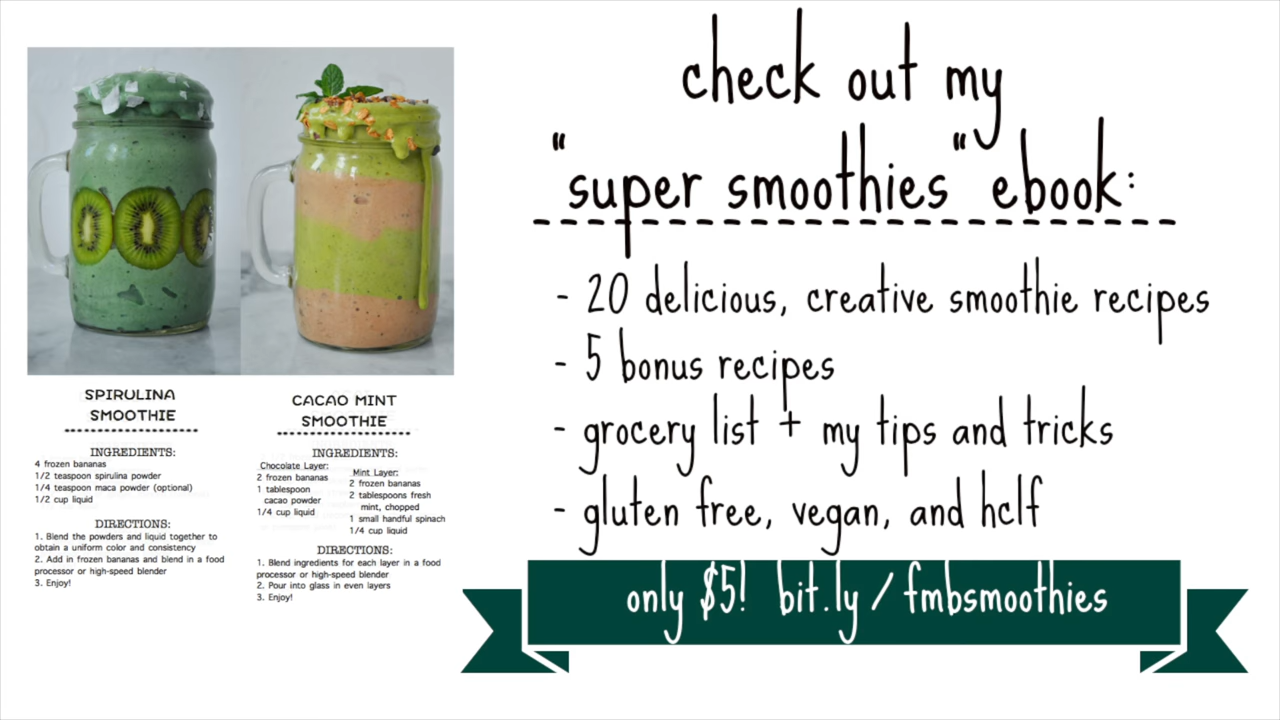 check out my
"super smoothies" ebook:
- 20 delicious, creative smoothie recipes
- 5 bonus recipes
- grocery list + my tips and tricks
- gluten free, vegan, and hclf
only $5! bit.ly/fmbsmoothies
SPIRULINA
SMOOTHIE
INGREDIENTS:
4 frozen bananas
1/2 teaspoon spirulina powder
1/4 teaspoon maca powder (optional)
1/2 cup liquid
DIRECTIONS:
1. Blend the powders and liquid together to
obtain a uniform color and consistency
2. Add in frozen bananas and blend in a food
processor or high-speed blender
3. Enjoy!
CACAO MINT
SMOOTHIE
INGREDIENTS:
Chocolate Layer:
2 frozen bananas
1 tablespoon
cacao powder
1/4 cup liquid
Mint Layer:
2 frozen bananas
2 tablespoons fresh
mint, chopped
1 small handful spinach
1/4 cup liquid
DIRECTIONS:
1. Blend ingredients for each layer in a food
processor or high-speed blender
2. Pour into glass in even layers
3. Enjoy!